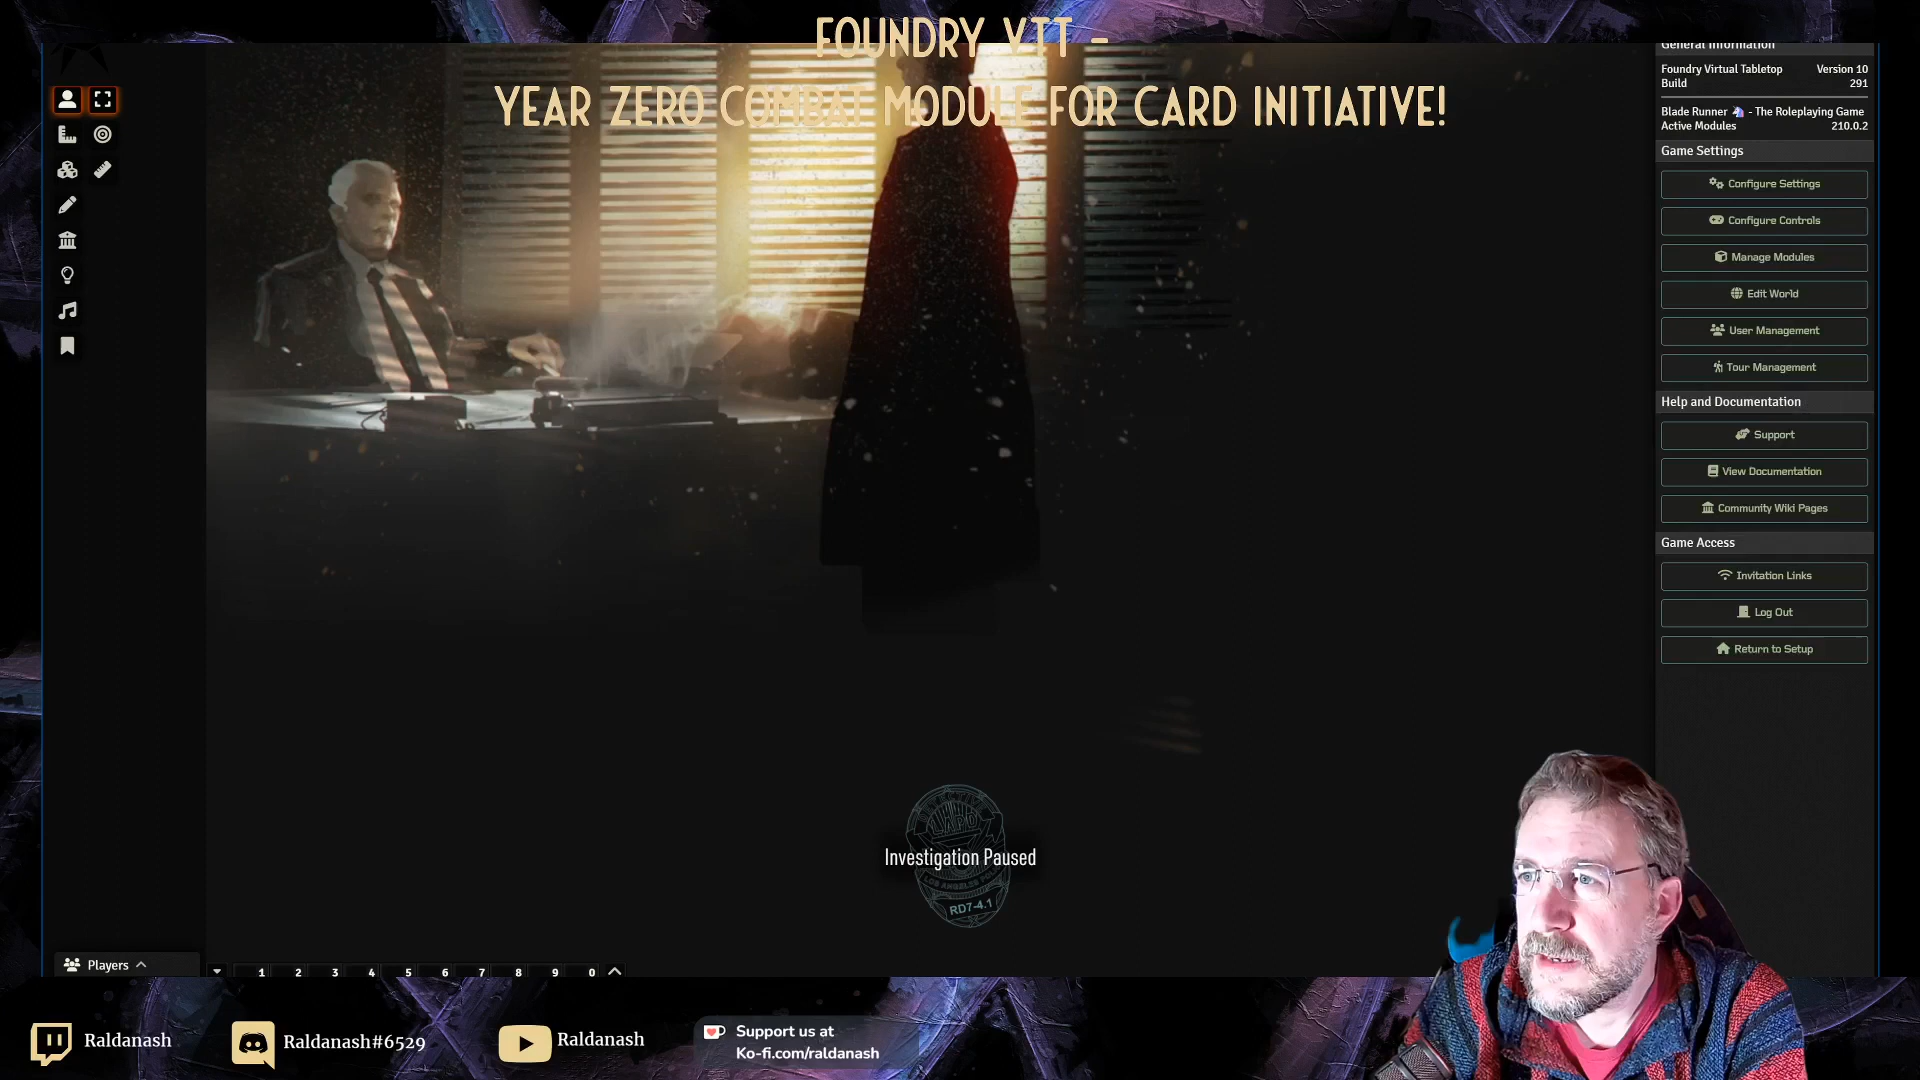 FOUNDRY VTT -
YEAR ZERO COMBAT MODULE FOR CARD INITIATIVE!
General Information
Foundry Virtual Tabletop Version 10
Build 291
Blade Runner - The Roleplaying Game
Active Modules 210.0.2
Game Settings
Configure Settings
Configure Controls
Manage Modules
Edit World
User Management
Tour Management
Help and Documentation
Support
View Documentation
Community Wiki Pages
Game Access
Invitation Links
Log Out
Return to Setup
DETECTIVE
LAPD
Investigation Paused
LOS ANGELES
RD7-4.1
Players
1 2 3 4 5 6 7 8 9 0
Raldanash
Raldanash#6529
Raldanash
Support us at
Ko-fi.com/raldanash